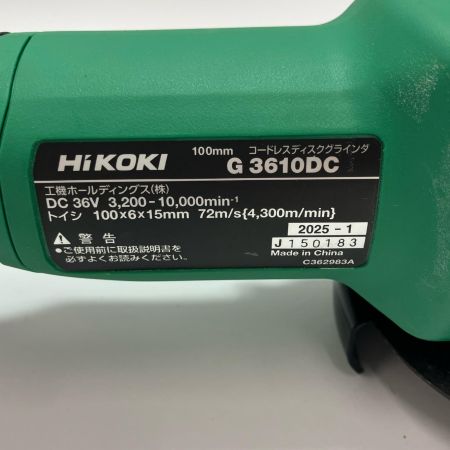 100mm コードレスディスクグラインダ
HiKOKI G 3610DC
工機ホールディングス(株)
DC 36V 3,200-10,000min-1
トイシ 100×6×15mm 72m/s{4,300m/min}
⚠ 警告
●ご使用前に取扱説明書を
必ずよくお読みください。
2025-1
J150183
Made in China
C362983A